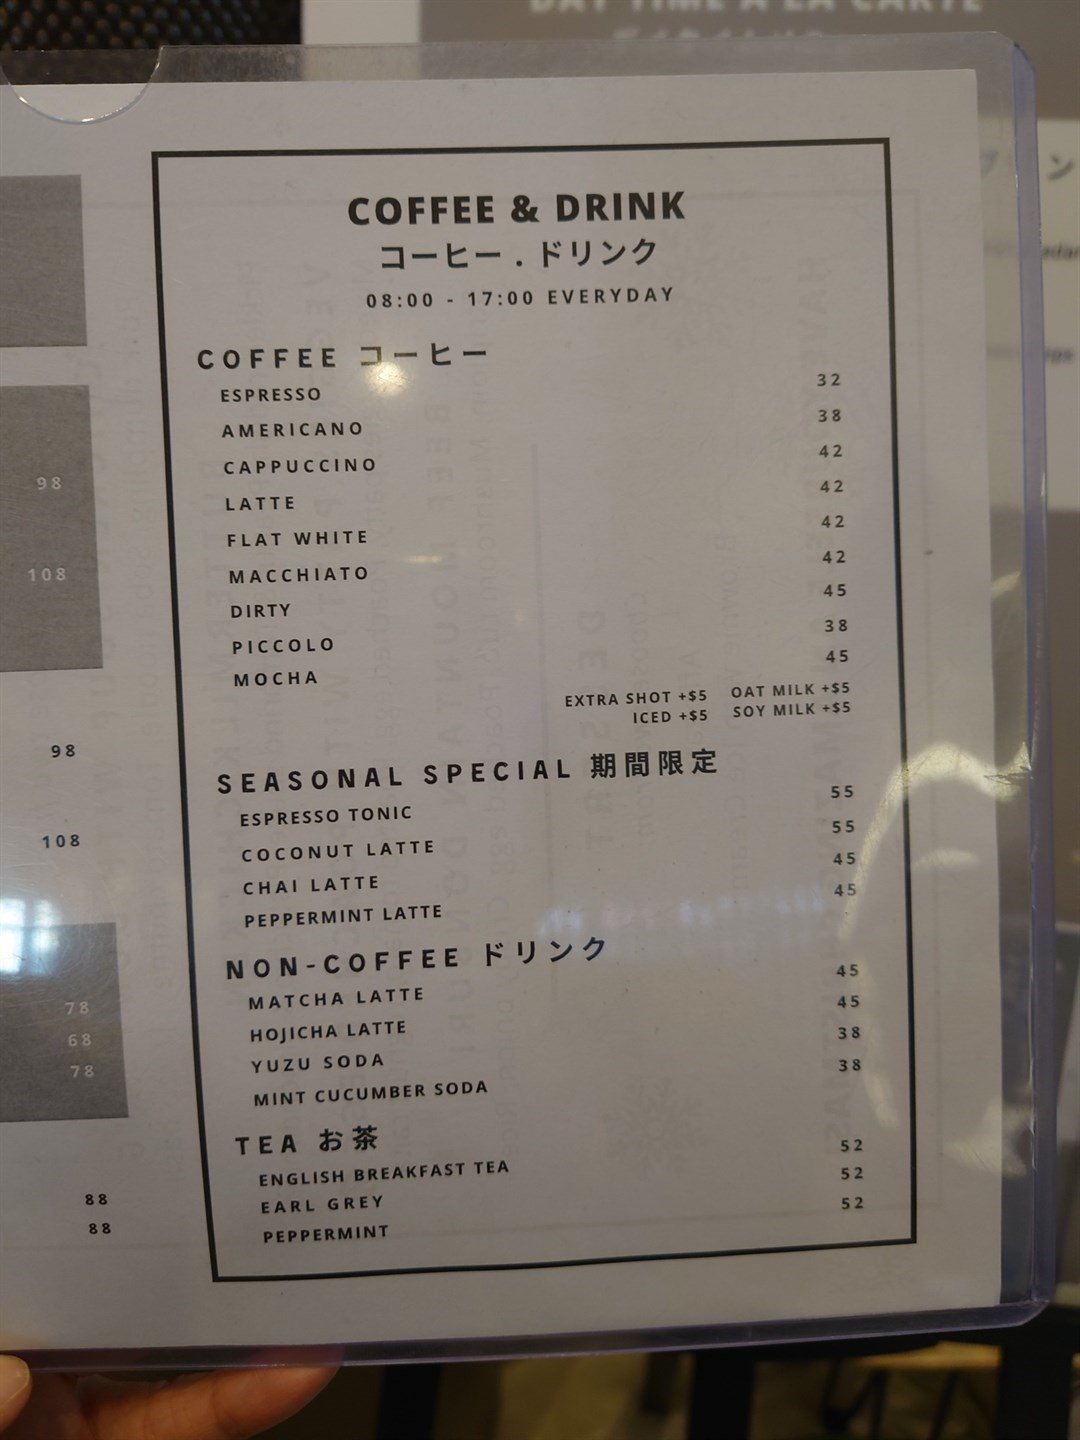 DAY TIME A LA CARTE
COFFEE & DRINK
コーヒー . ドリンク
08:00 - 17:00 EVERYDAY
COFFEE コーヒー
ESPRESSO 32
AMERICANO 38
CAPPUCCINO 42
LATTE 42
FLAT WHITE 42
MACCHIATO 42
DIRTY 45
PICCOLO 38
MOCHA 45
EXTRA SHOT +$5 OAT MILK +$5
ICED +$5 SOY MILK +$5
SEASONAL SPECIAL 期間限定
ESPRESSO TONIC 55
COCONUT LATTE 55
CHAI LATTE 45
PEPPERMINT LATTE 45
NON-COFFEE ドリンク
MATCHA LATTE 45
HOJICHA LATTE 45
YUZU SODA 38
MINT CUCUMBER SODA 38
TEA お茶
ENGLISH BREAKFAST TEA 52
EARL GREY 52
PEPPERMINT 52
98
108
98
108
78
68
78
88
88